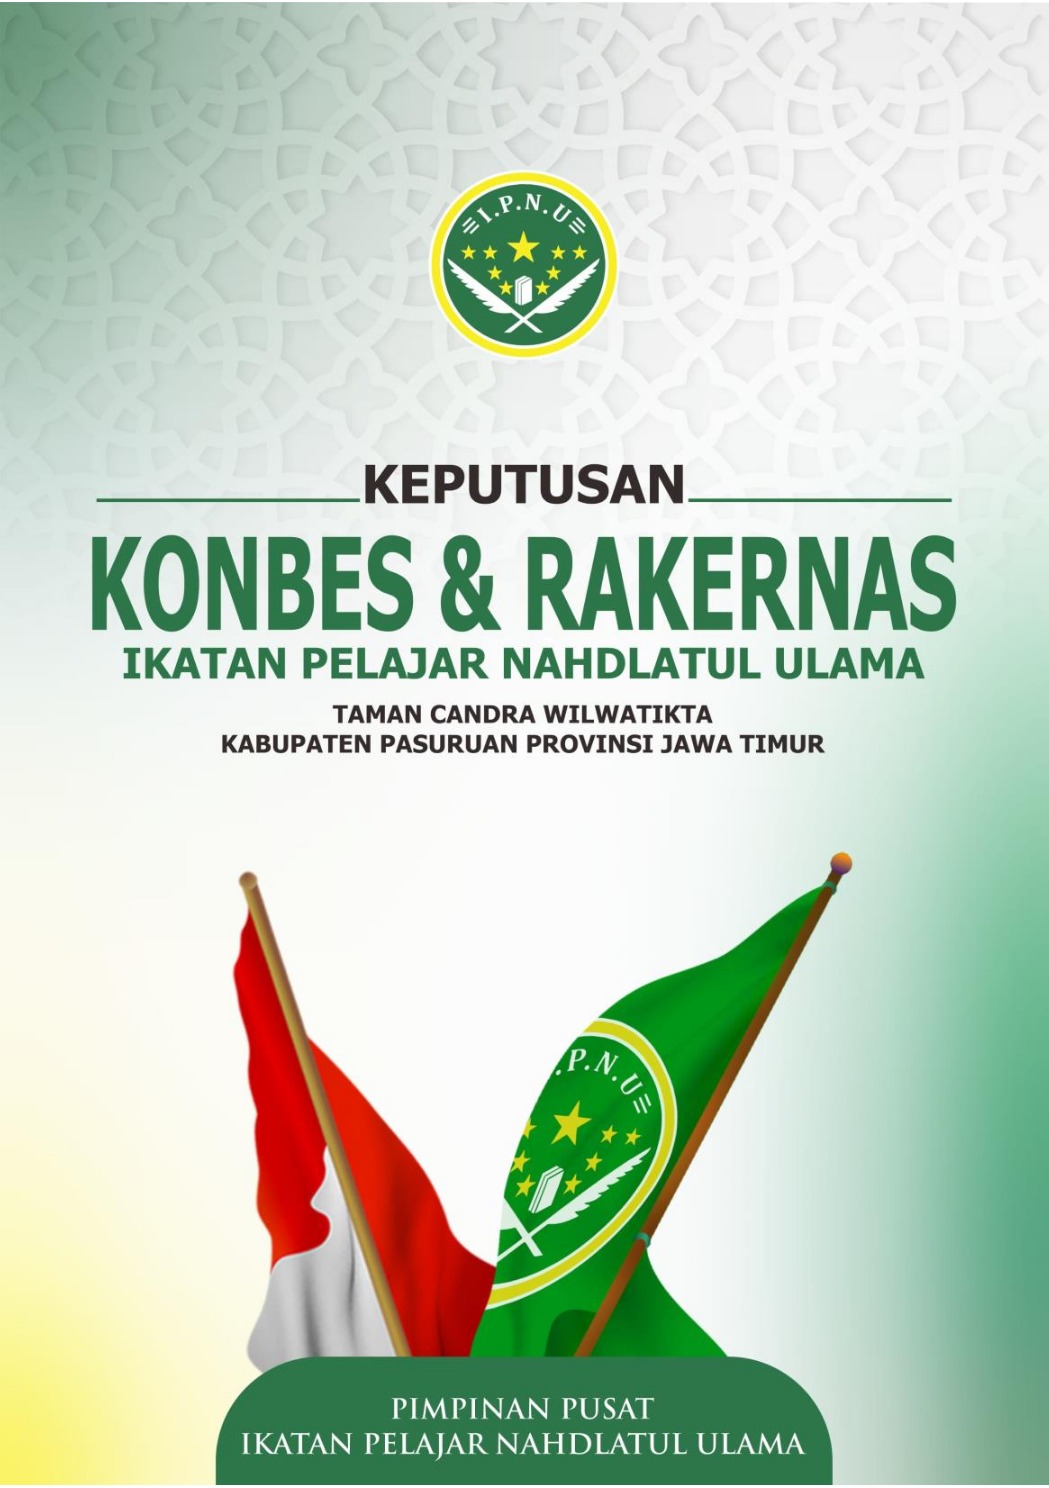 I.P.N.U
KEPUTUSAN
KONBES & RAKERNAS
IKATAN PELAJAR NAHDLATUL ULAMA
TAMAN CANDRA WILWATIKTA
KABUPATEN PASURUAN PROVINSI JAWA TIMUR
.P.N.U
PIMPINAN PUSAT
IKATAN PELAJAR NAHDLATUL ULAMA